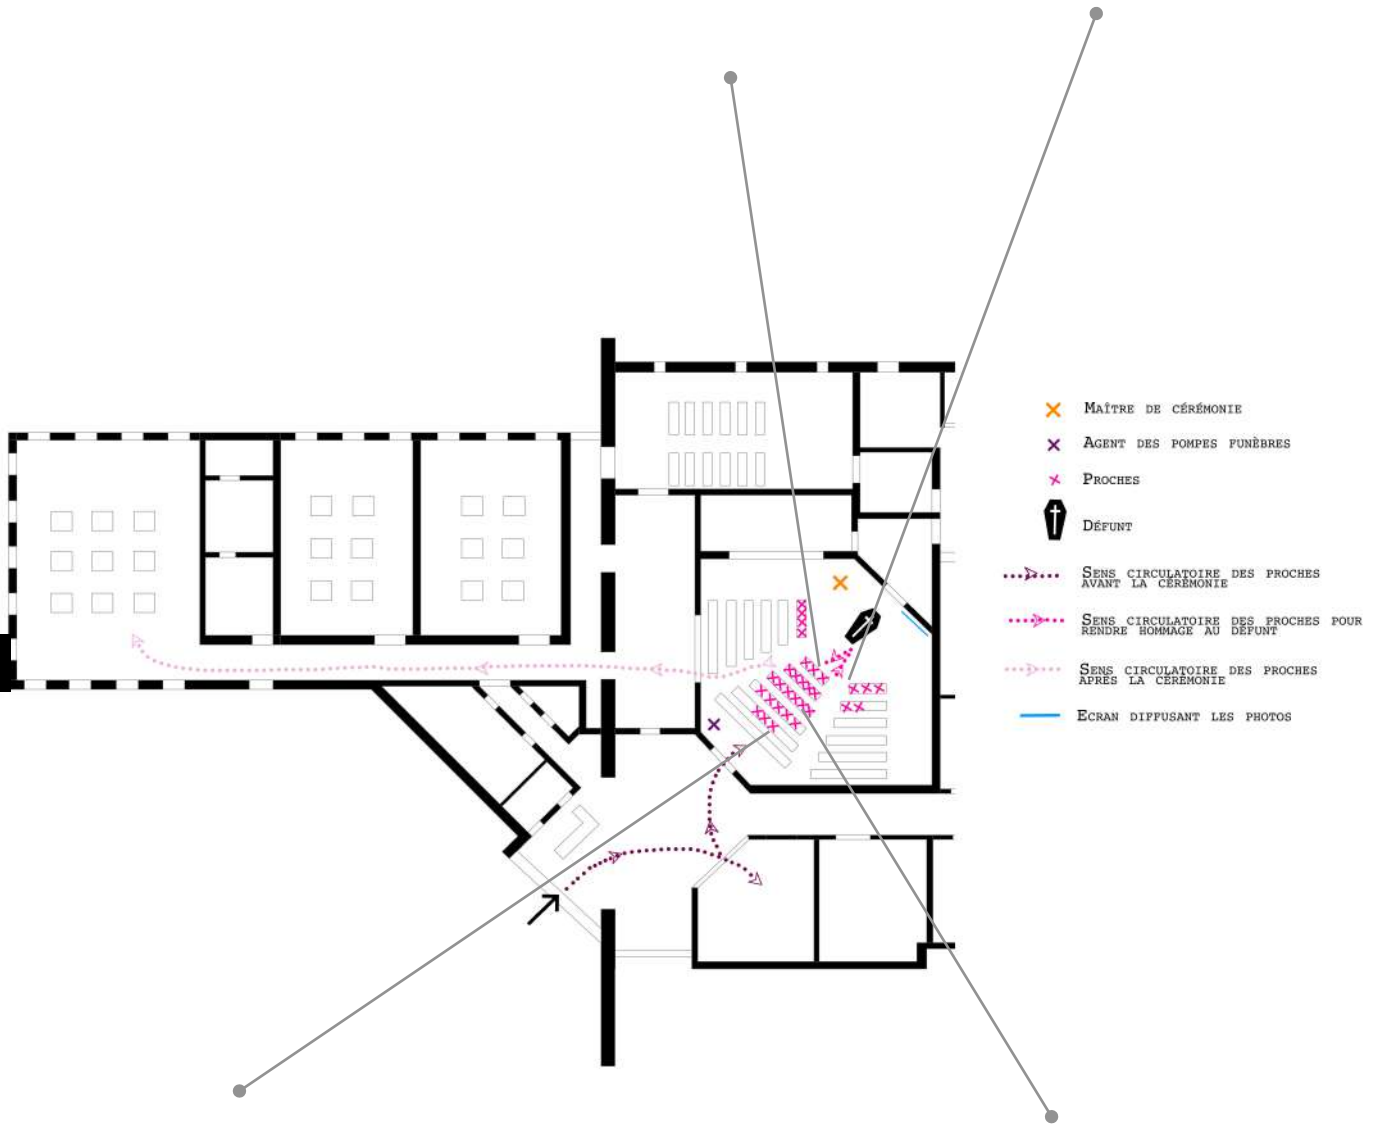 Maître de cérémonie
Agent des pompes funèbres
Proches
Défunt
Sens circulatoire des proches
avant la cérémonie
Sens circulatoire des proches pour
rendre hommage au défunt
Sens circulatoire des proches
après la cérémonie
Ecran diffusant les photos